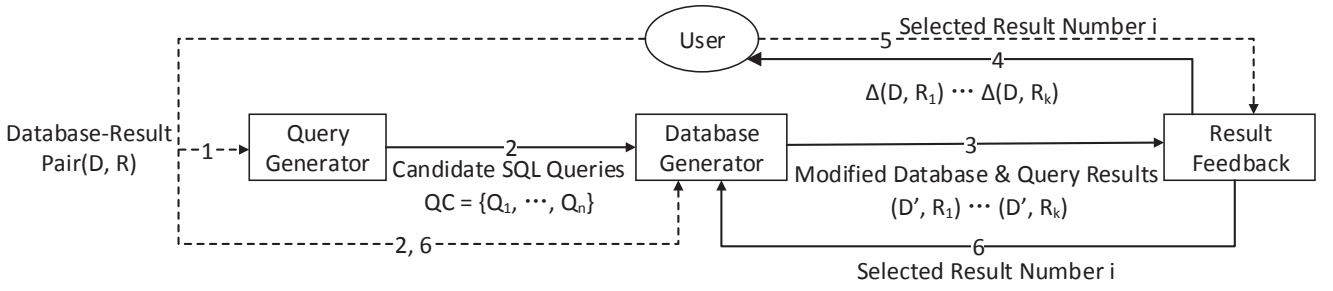 User
5
Selected Result Number i
4
Δ(D, R₁) ⋯ Δ(D, Rₖ)
Database-Result
Pair(D, R)
1
Query
Generator
2
Candidate SQL Queries
QC = {Q₁, ⋯, Qₙ}
Database
Generator
3
Modified Database & Query Results
(D’, R₁) ⋯ (D’, Rₖ)
Result
Feedback
2, 6
6
Selected Result Number i